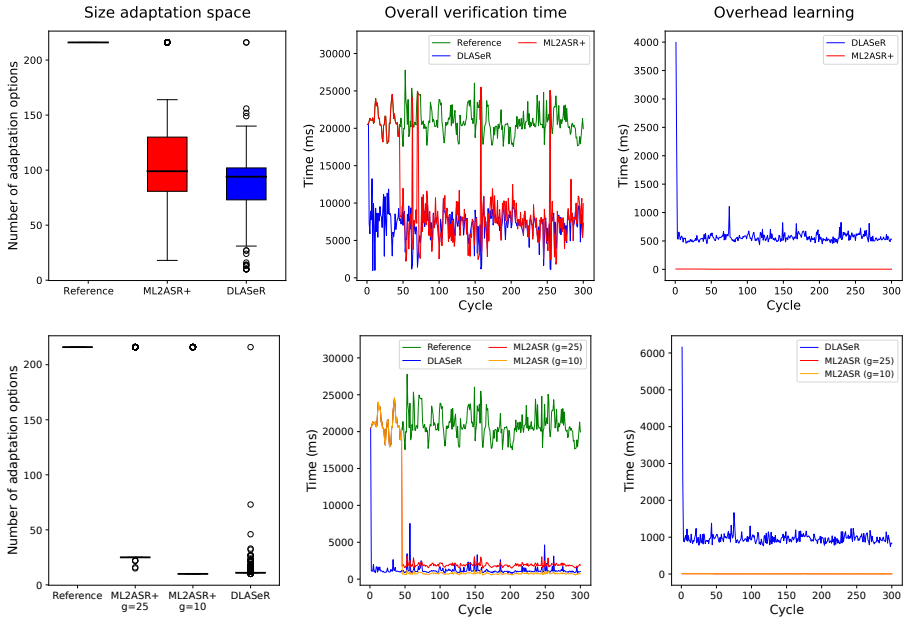 Size adaptation space
Overall verification time
Overhead learning
Number of adaptation options
200
150
100
50
0
Reference
ML2ASR+
DLASeR
Time (ms)
30000
25000
20000
15000
10000
5000
0
Reference
DLASeR
ML2ASR+
0
50
100
150
200
250
300
Cycle
Time (ms)
4000
3500
3000
2500
2000
1500
1000
500
0
DLASeR
ML2ASR+
0
50
100
150
200
250
300
Cycle
Number of adaptation options
200
150
100
50
0
Reference
ML2ASR+
g=25
ML2ASR+
g=10
DLASeR
Time (ms)
30000
25000
20000
15000
10000
5000
0
Reference
DLASeR
ML2ASR (g=25)
ML2ASR (g=10)
0
50
100
150
200
250
300
Cycle
Time (ms)
6000
5000
4000
3000
2000
1000
0
DLASeR
ML2ASR (g=25)
ML2ASR (g=10)
0
50
100
150
200
250
300
Cycle